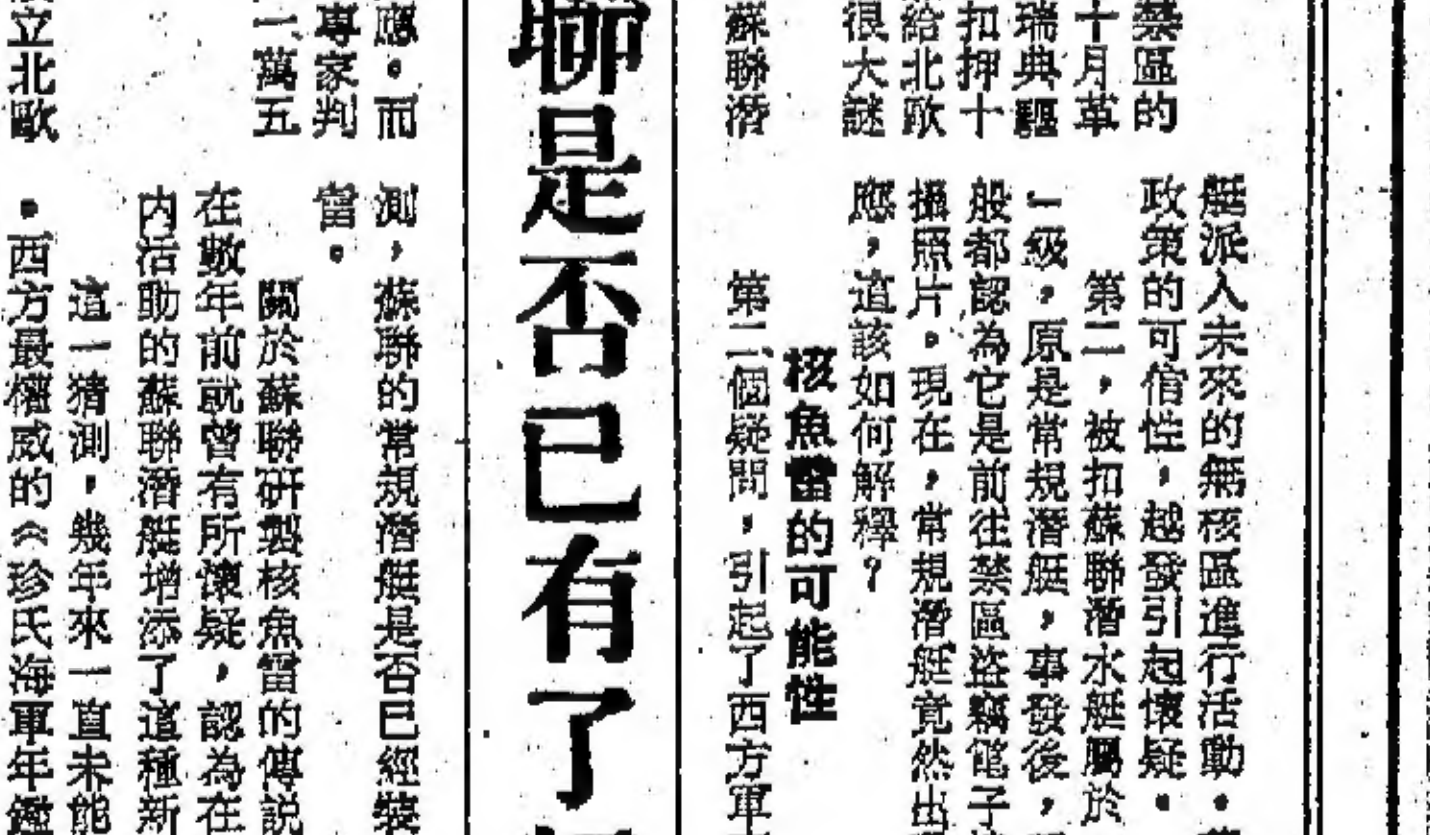 禁區的
十月革
瑞典驅
扣押十
給北歐
很大謎
蘇聯潛
艇派入未來的無核區進行活動。
政策的可信性,越發引起懷疑。
第二,被扣蘇聯潛水艇屬於
一級,原是常規潛艇,事發後,
般都認為它是前往禁區盜竊電子
攝照片。現在,常規潛艇竟然出
應,這該如何解釋?
核魚雷的可能性
第二個疑問,引起了西方軍
聯是否已有了
應。而
專家判
一萬五
立北歐
測,蘇聯的常規潛艇是否已經裝
雷。
關於蘇聯研製核魚雷的傳説
在數年前就曾有所懷疑,認為在
内活動的蘇聯潛艇增添了這種新
這一猜測,幾年來一直未能
。西方最權威的《珍氏海軍年鑑